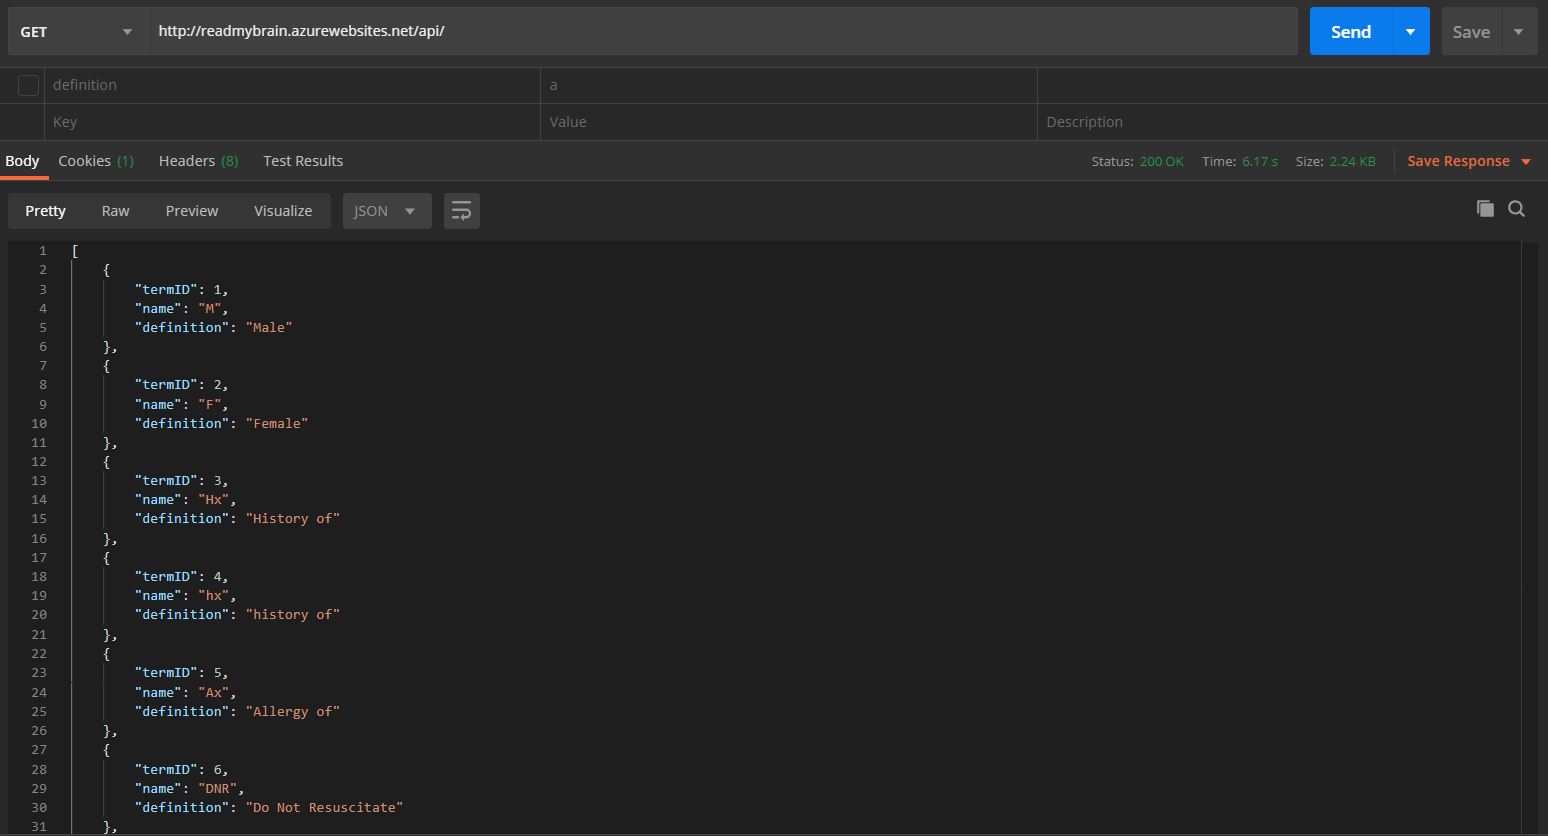 GET http://readmybrain.azurewebsites.net/api/ Send Save
definition a
Key Value Description
Body Cookies (1) Headers (8) Test Results Status: 200 OK Time: 6.17 s Size: 2.24 KB Save Response
Pretty Raw Preview Visualize JSON
1 [
2 {
3 "termID": 1,
4 "name": "M",
5 "definition": "Male"
6 },
7 {
8 "termID": 2,
9 "name": "F",
10 "definition": "Female"
11 },
12 {
13 "termID": 3,
14 "name": "Hx",
15 "definition": "History of"
16 },
17 {
18 "termID": 4,
19 "name": "hx",
20 "definition": "history of"
21 },
22 {
23 "termID": 5,
24 "name": "Ax",
25 "definition": "Allergy of"
26 },
27 {
28 "termID": 6,
29 "name": "DNR",
30 "definition": "Do Not Resuscitate"
31 },